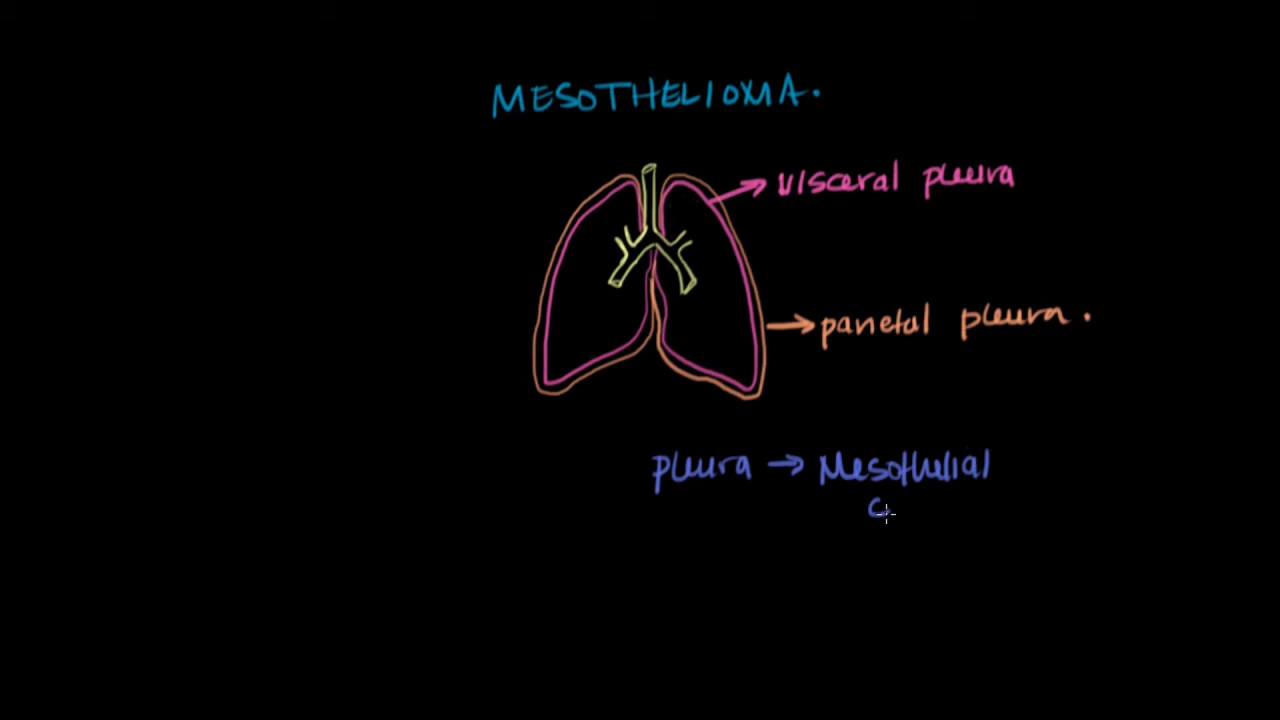 MESOTHELIOMA.
visceral pleura
parietal pleura.
pleura → Mesothelial
c